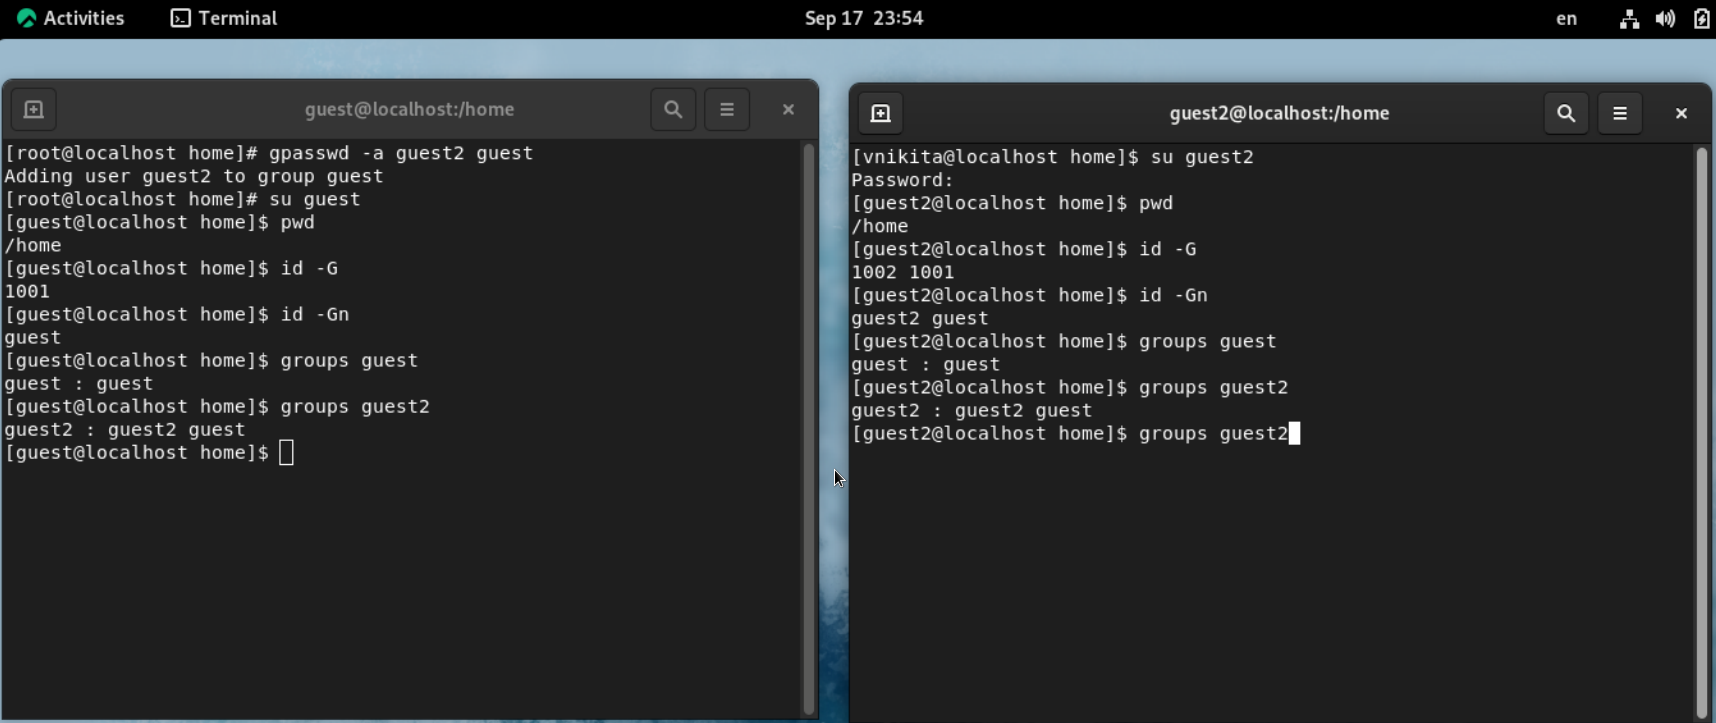 Activities
Terminal
Sep 17 23:54
en
guest@localhost:/home
[root@localhost home]# gpasswd -a guest2 guest
Adding user guest2 to group guest
[root@localhost home]# su guest
[guest@localhost home]$ pwd
/home
[guest@localhost home]$ id -G
1001
[guest@localhost home]$ id -Gn
guest
[guest@localhost home]$ groups guest
guest : guest
[guest@localhost home]$ groups guest2
guest2 : guest2 guest
[guest@localhost home]$
guest2@localhost:/home
[vnikita@localhost home]$ su guest2
Password:
[guest2@localhost home]$ pwd
/home
[guest2@localhost home]$ id -G
1002 1001
[guest2@localhost home]$ id -Gn
guest2 guest
[guest2@localhost home]$ groups guest
guest : guest
[guest2@localhost home]$ groups guest2
guest2 : guest2 guest
[guest2@localhost home]$ groups guest2